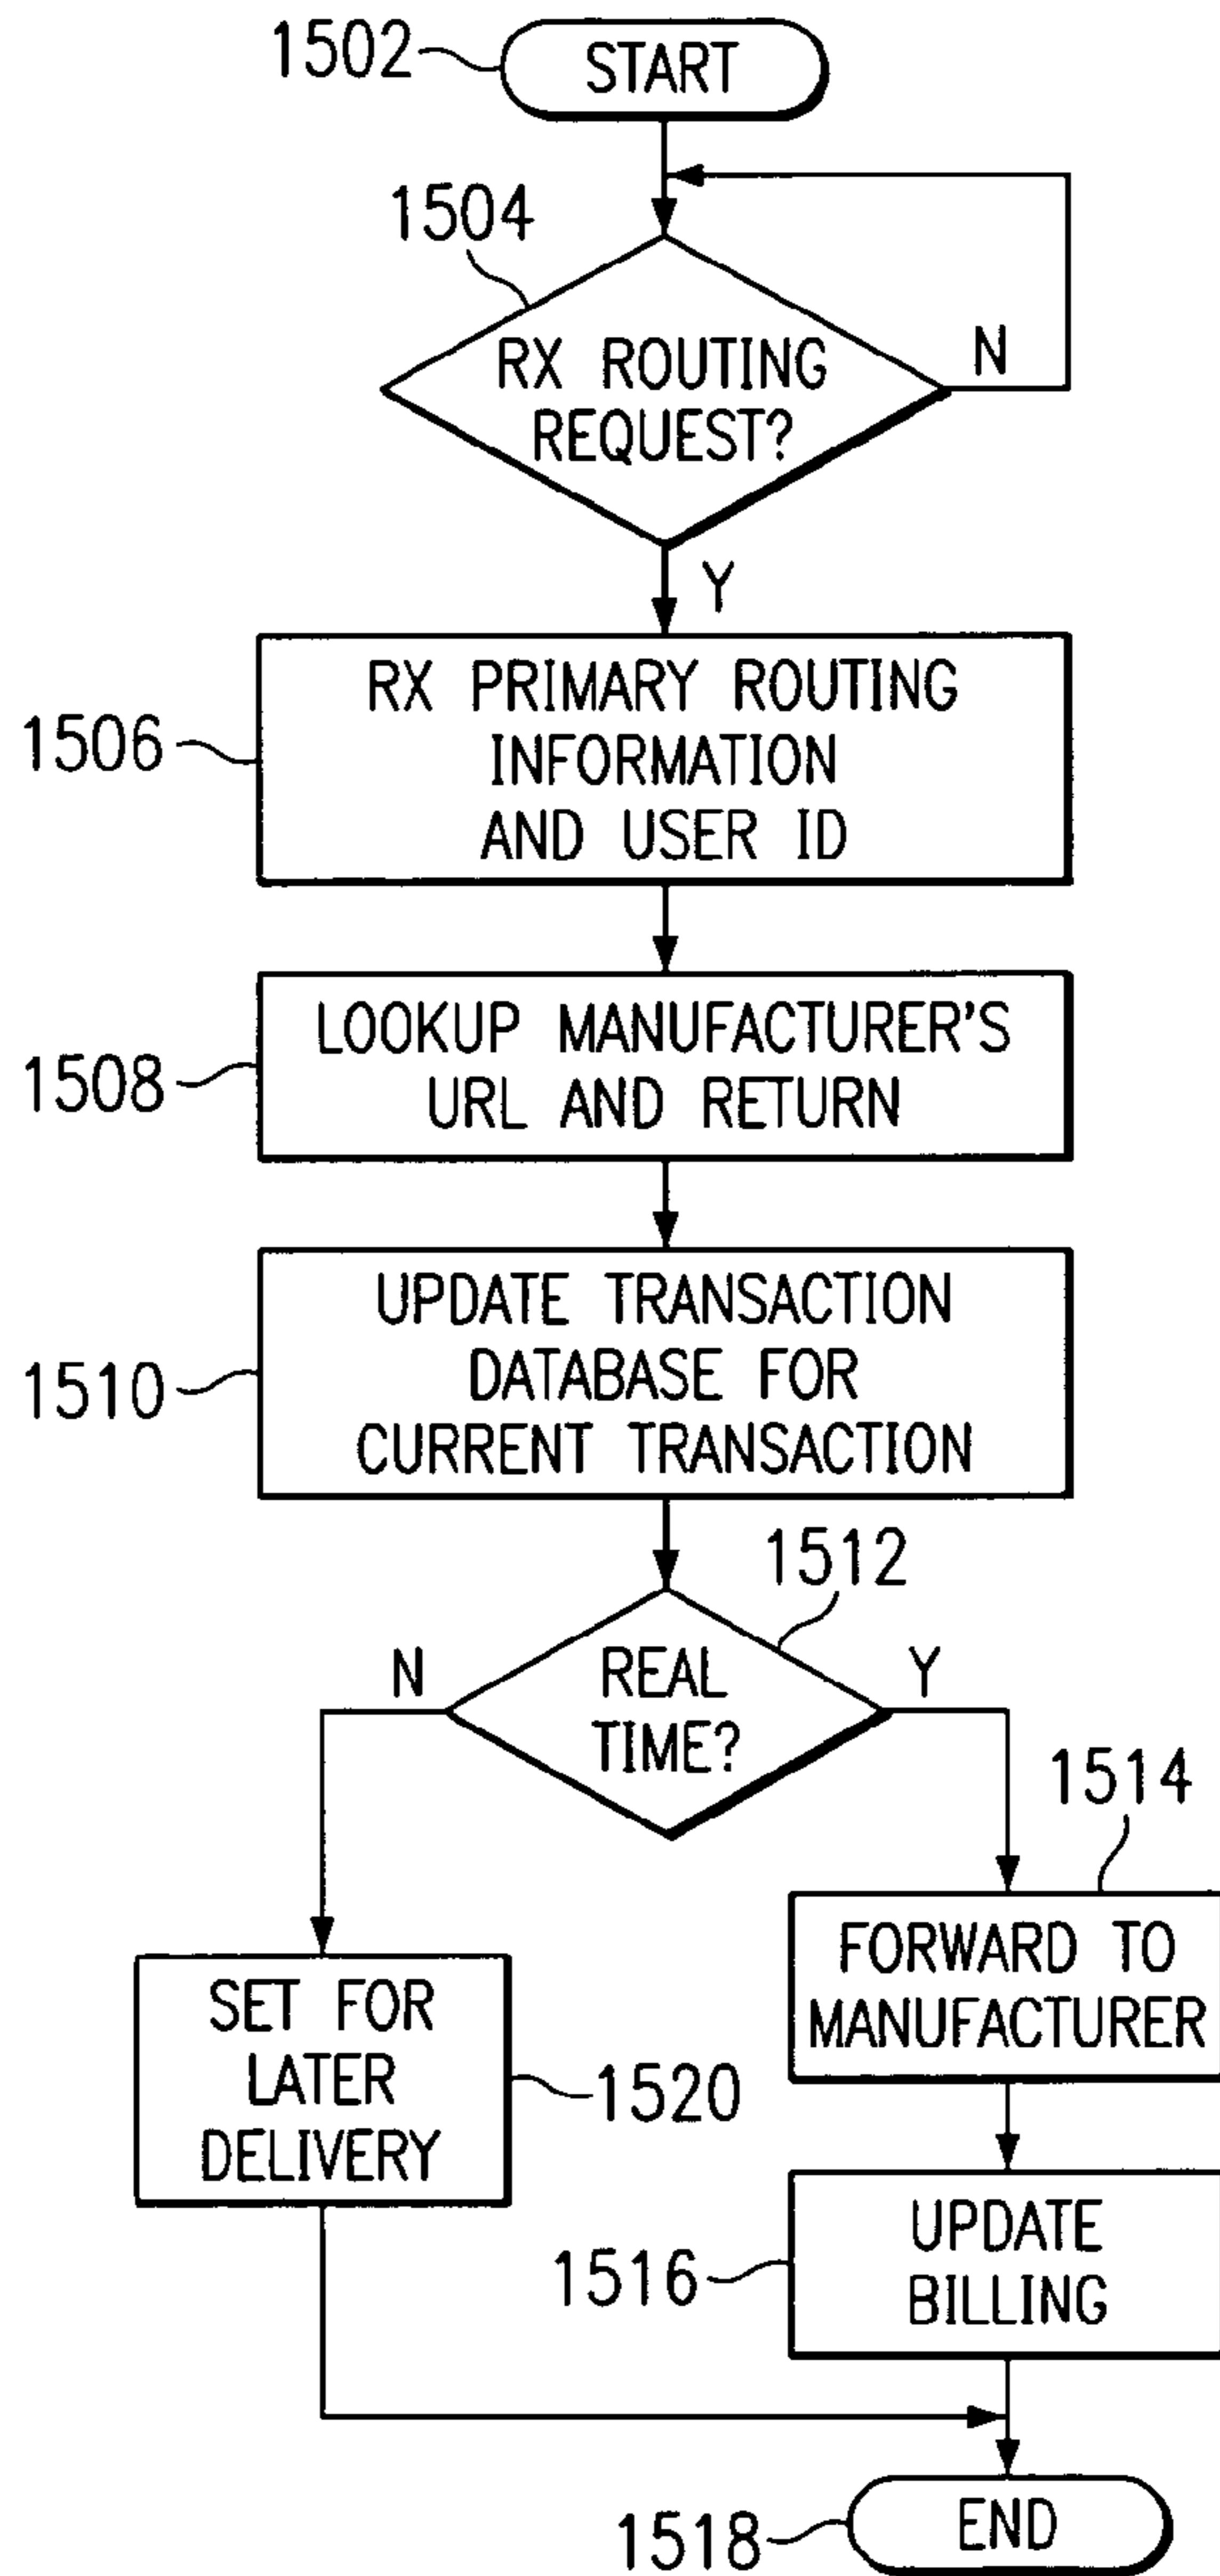 1502
START
1504
RX ROUTING
REQUEST?
N
Y
1506
RX PRIMARY ROUTING
INFORMATION
AND USER ID
1508
LOOKUP MANUFACTURER'S
URL AND RETURN
1510
UPDATE TRANSACTION
DATABASE FOR
CURRENT TRANSACTION
1512
N
REAL
TIME?
Y
1514
FORWARD TO
MANUFACTURER
SET FOR
LATER
DELIVERY
1520
1516
UPDATE
BILLING
1518
END